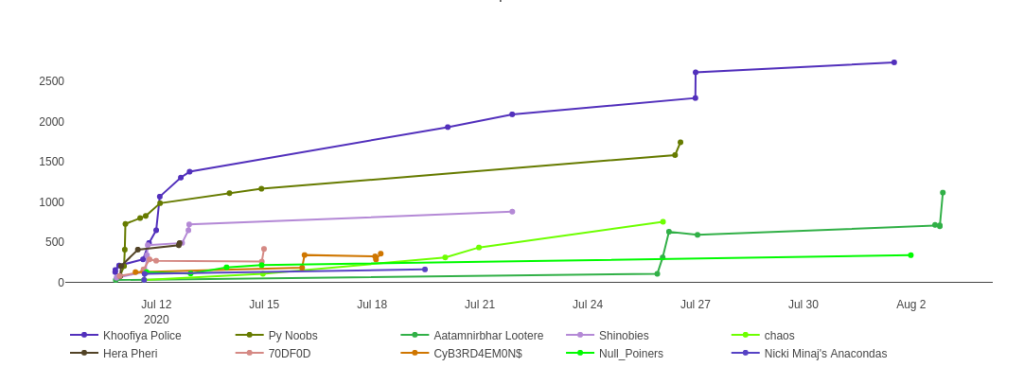 2500
2000
1500
1000
500
0
Jul 12
2020
Jul 15
Jul 18
Jul 21
Jul 24
Jul 27
Jul 30
Aug 2
Khoofiya Police
Py Noobs
Aatamnirbhar Lootere
Shinobies
chaos
Hera Pheri
70DF0D
CyB3RD4EM0N$
Null_Poiners
Nicki Minaj's Anacondas